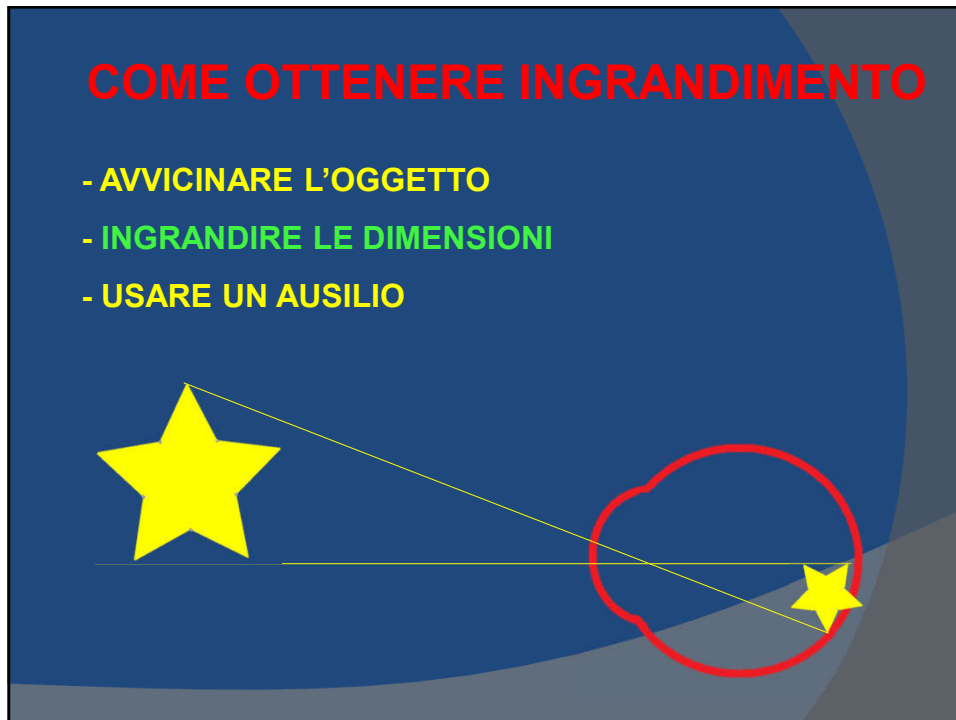 COME OTTENERE INGRANDIMENTO
- AVVICINARE L’OGGETTO
- INGRANDIRE LE DIMENSIONI
- USARE UN AUSILIO